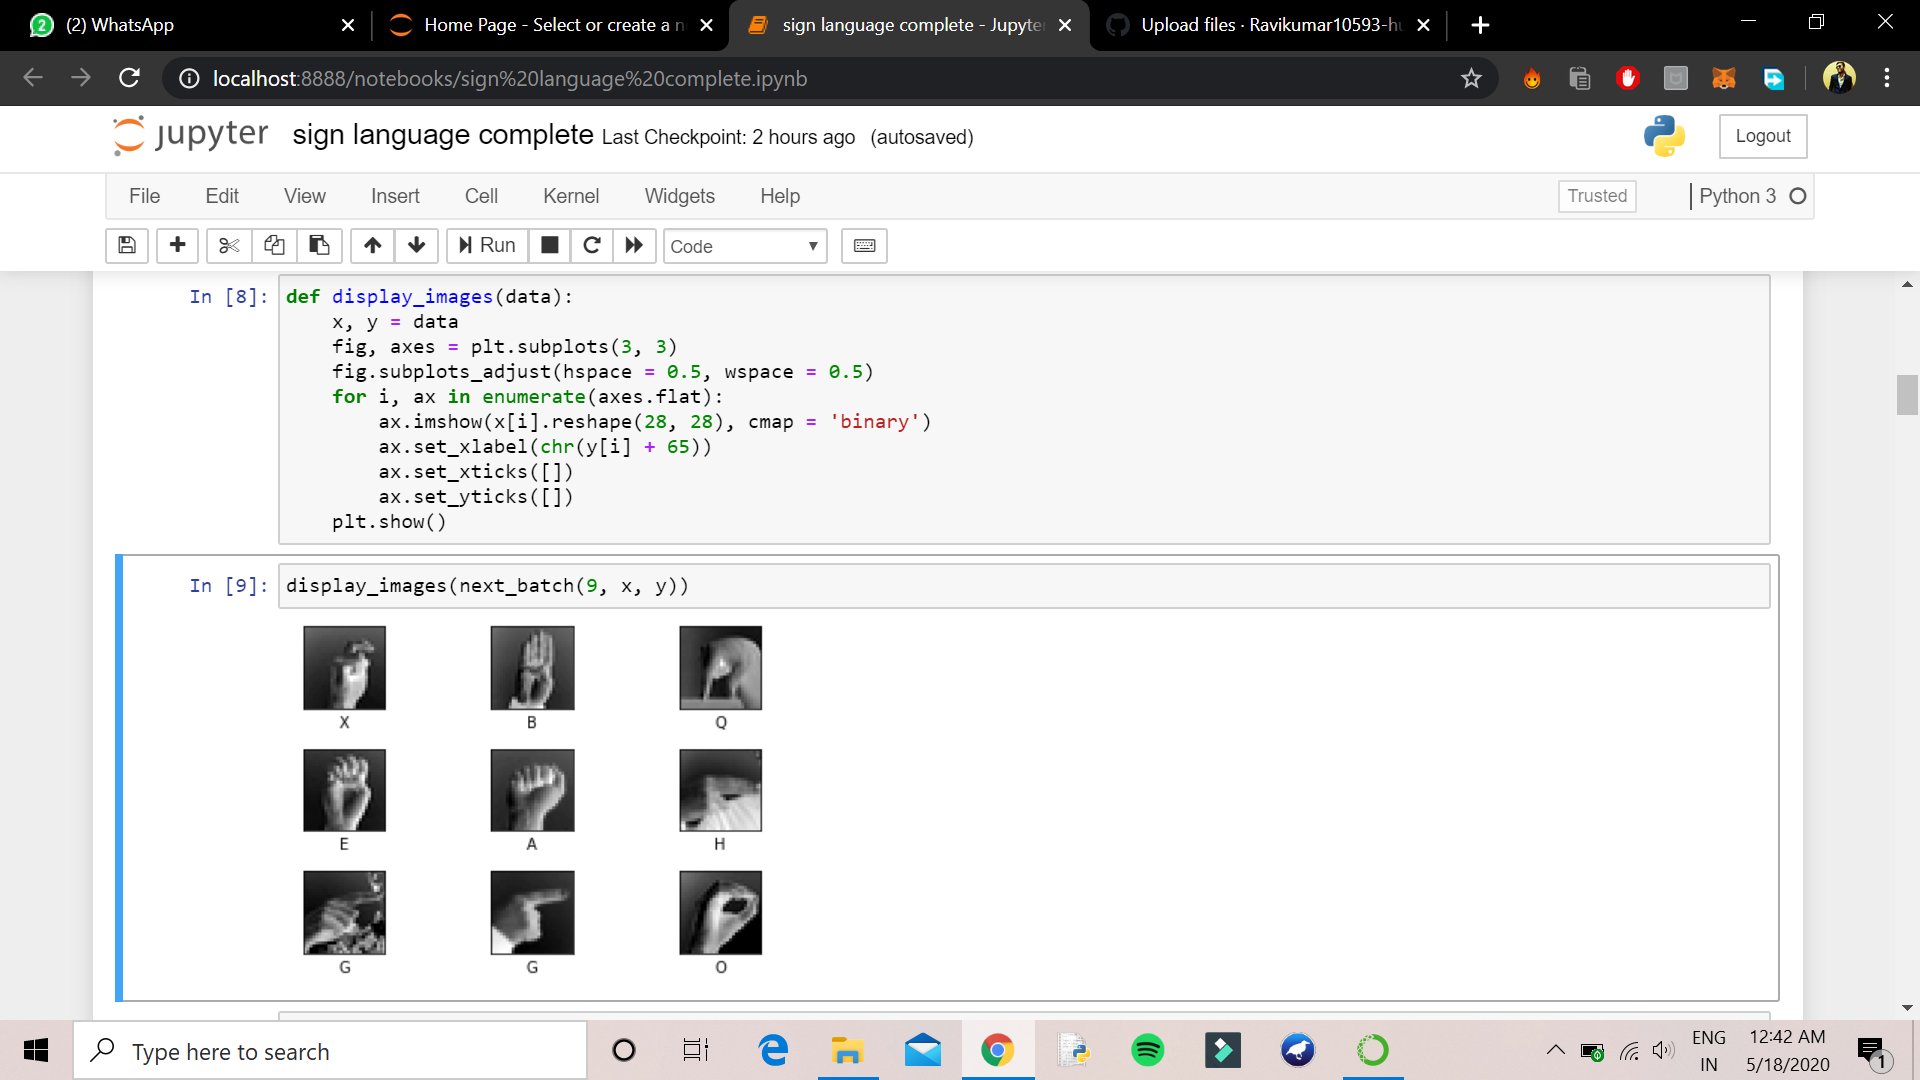 2 (2) WhatsApp
Home Page - Select or create a n
sign language complete - Jupyte
Upload files · Ravikumar10593-hu
localhost:8888/notebooks/sign%20language%20complete.ipynb
jupyter sign language complete Last Checkpoint: 2 hours ago (autosaved)
Logout
File Edit View Insert Cell Kernel Widgets Help
Trusted
Python 3
Run
Code
In [8]: def display_images(data):
x, y = data
fig, axes = plt.subplots(3, 3)
fig.subplots_adjust(hspace = 0.5, wspace = 0.5)
for i, ax in enumerate(axes.flat):
ax.imshow(x[i].reshape(28, 28), cmap = 'binary')
ax.set_xlabel(chr(y[i] + 65))
ax.set_xticks([])
ax.set_yticks([])
plt.show()
In [9]: display_images(next_batch(9, x, y))
X B Q
E A H
G G O
Type here to search
ENG
IN
12:42 AM
5/18/2020
1